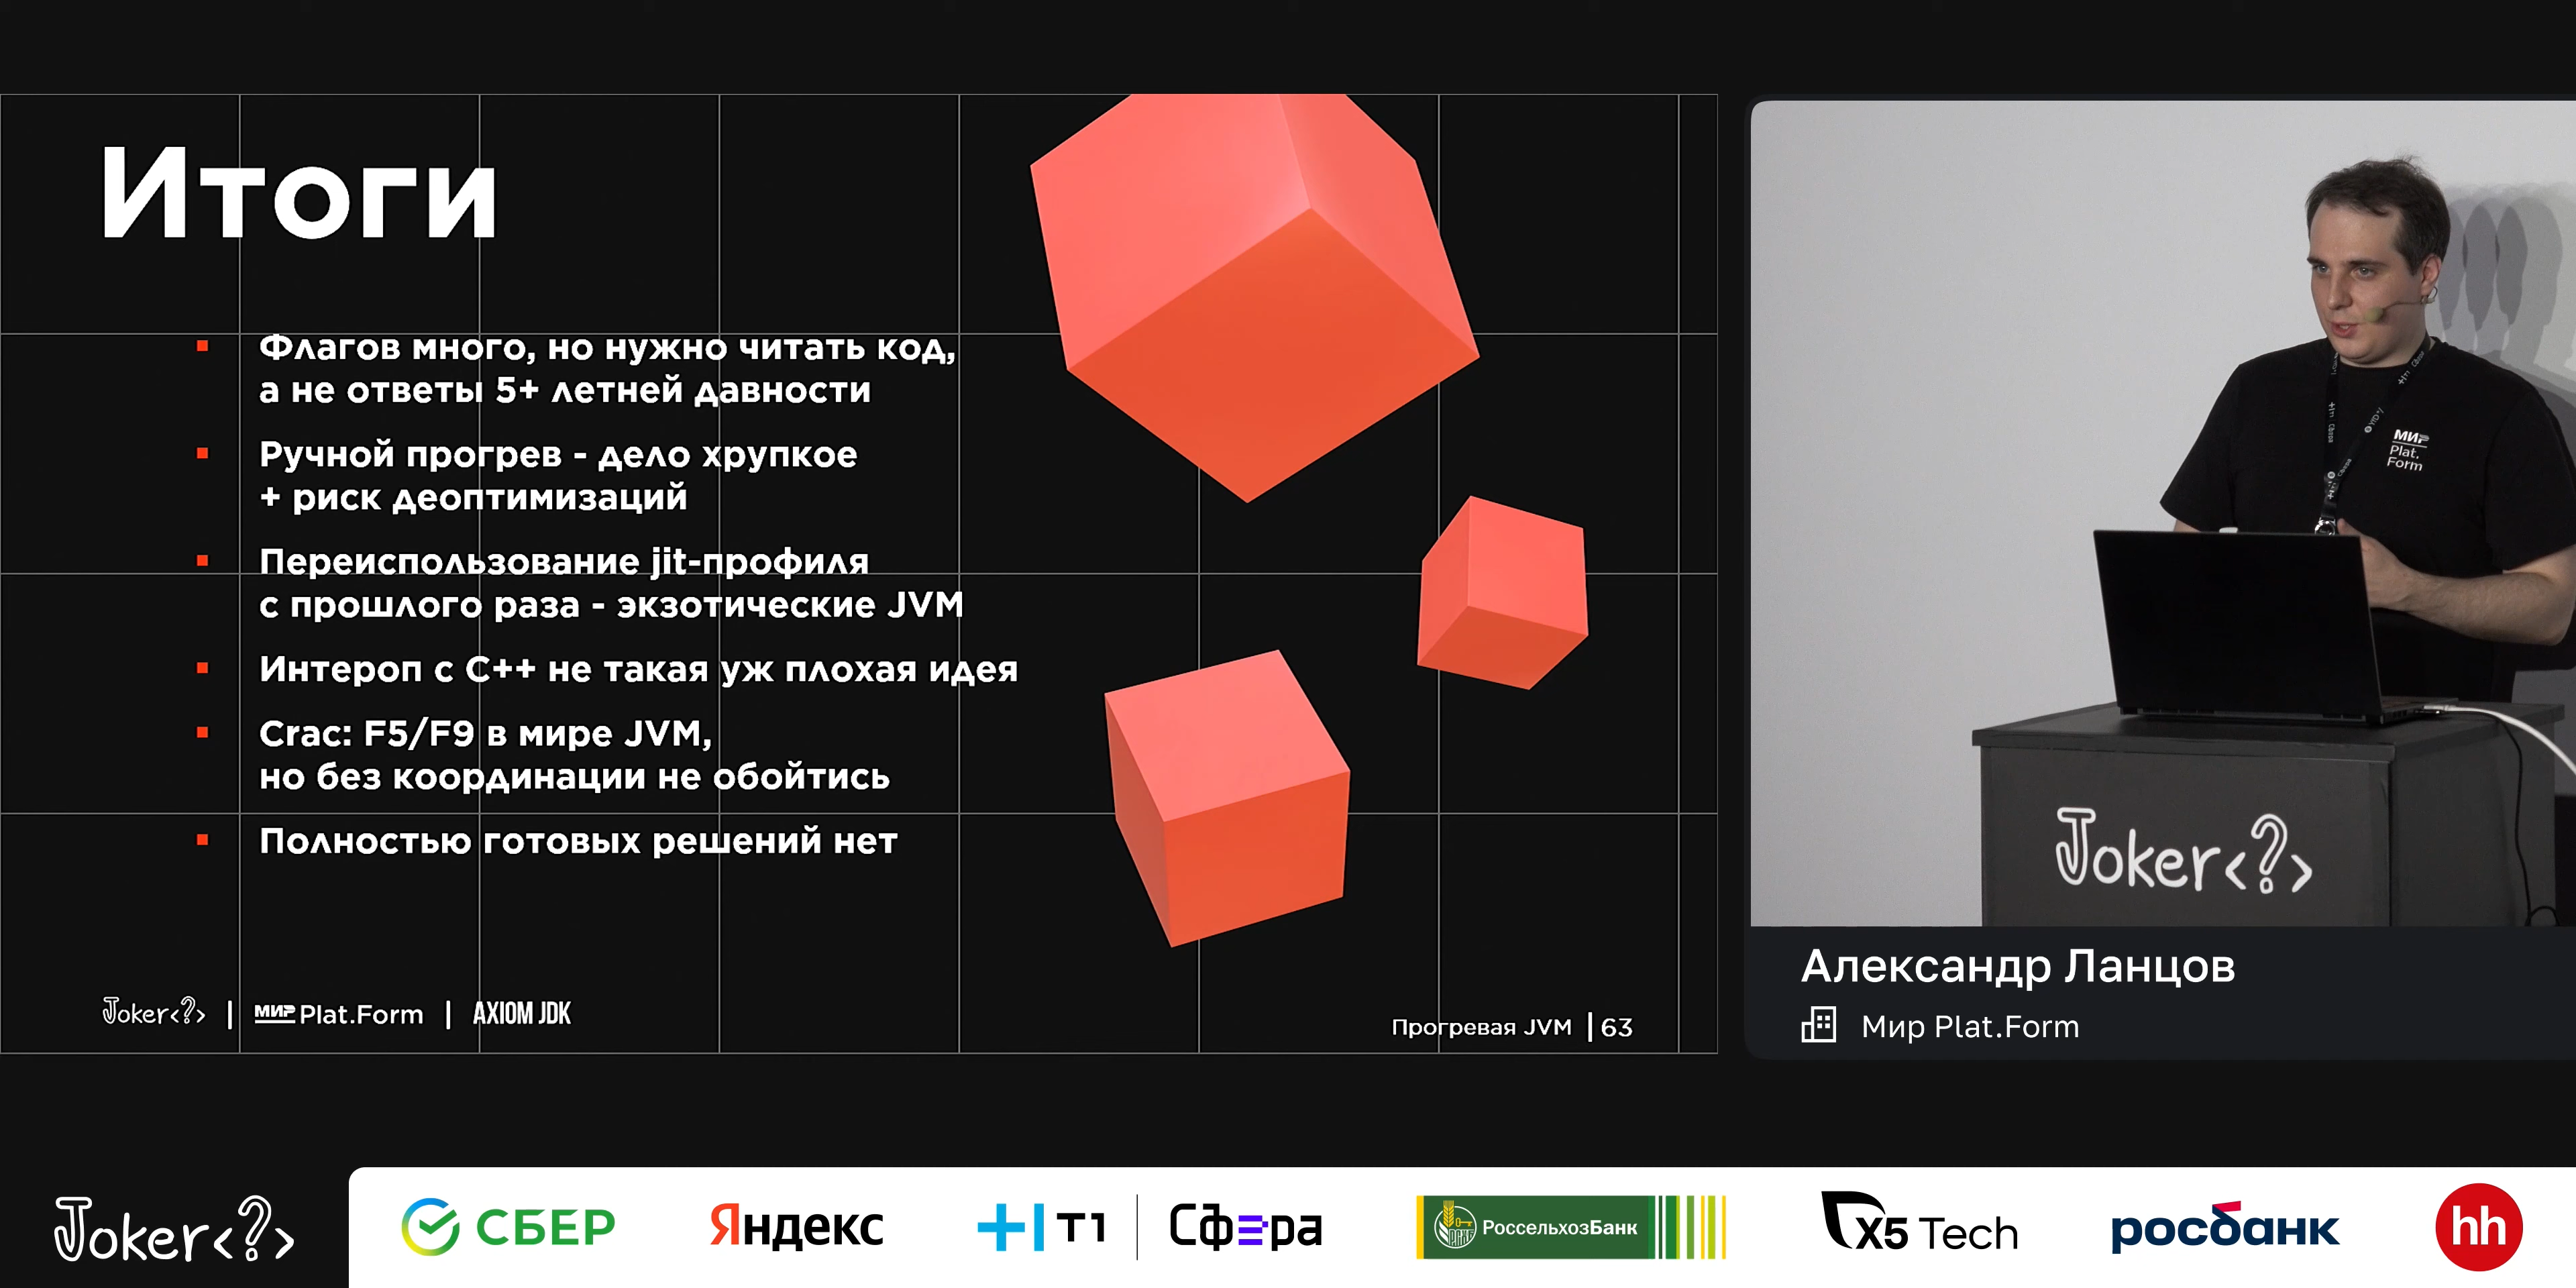 Итоги
Флагов много, но нужно читать код,
а не ответы 5+ летней давности
Ручной прогрев - дело хрупкое
+ риск деоптимизаций
Переиспользование jit-профиля
с прошлого раза - экзотические JVM
Интероп с C++ не такая уж плохая идея
Crac: F5/F9 в мире JVM,
но без координации не обойтись
Полностью готовых решений нет
Joker<?> | МИР Plat.Form | AXIOM JDK
Прогревая JVM | 63
МИР
Plat.
Form
Joker<?>
Александр Ланцов
Мир Plat.Form
Joker<?>
СБЕР
Яндекс
Т1
Сфера
РоссельхозБанк
X5 Tech
росбанк
hh